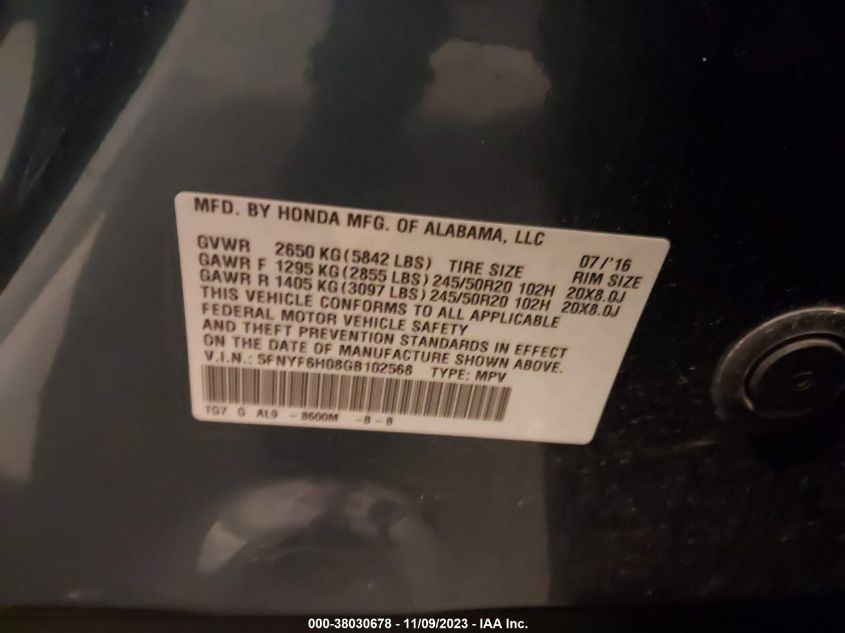 MFD. BY HONDA MFG. OF ALABAMA, LLC 07/'16
GVWR 2650 KG (5842 LBS) TIRE SIZE RIM SIZE
GAWR F 1295 KG (2855 LBS) 245/50R20 102H 20X8.0J
GAWR R 1405 KG (3097 LBS) 245/50R20 102H 20X8.0J
THIS VEHICLE CONFORMS TO ALL APPLICABLE
FEDERAL MOTOR VEHICLE SAFETY
AND THEFT PREVENTION STANDARDS IN EFFECT
ON THE DATE OF MANUFACTURE SHOWN ABOVE.
V.I.N.: 5FNYF6H08GB102568 TYPE: MPV
TG7 G AL9 -B600M -B-B
000-38030678 - 11/09/2023 - IAA Inc.